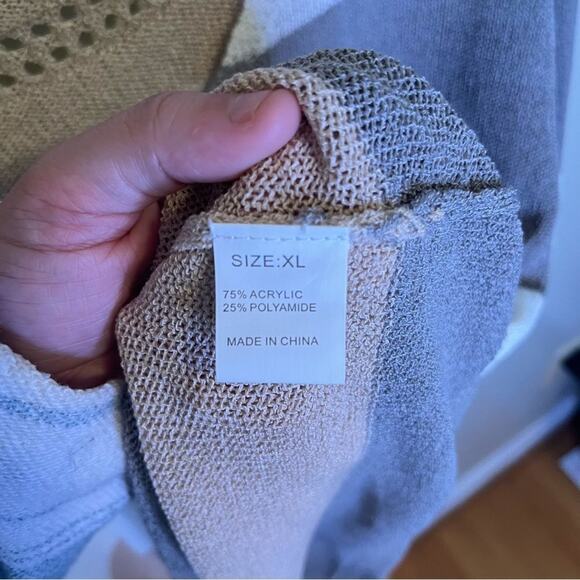 SIZE:XL
75% ACRYLIC
25% POLYAMIDE
MADE IN CHINA